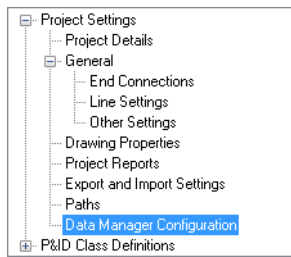 Project Settings
Project Details
General
End Connections
Line Settings
Other Settings
Drawing Properties
Project Reports
Export and Import Settings
Paths
Data Manager Configuration
P&ID Class Definitions